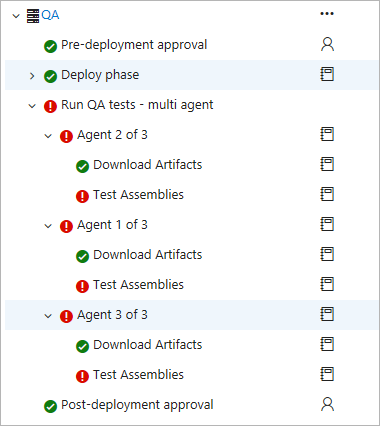 QA
Pre-deployment approval
Deploy phase
Run QA tests - multi agent
Agent 2 of 3
Download Artifacts
Test Assemblies
Agent 1 of 3
Download Artifacts
Test Assemblies
Agent 3 of 3
Download Artifacts
Test Assemblies
Post-deployment approval